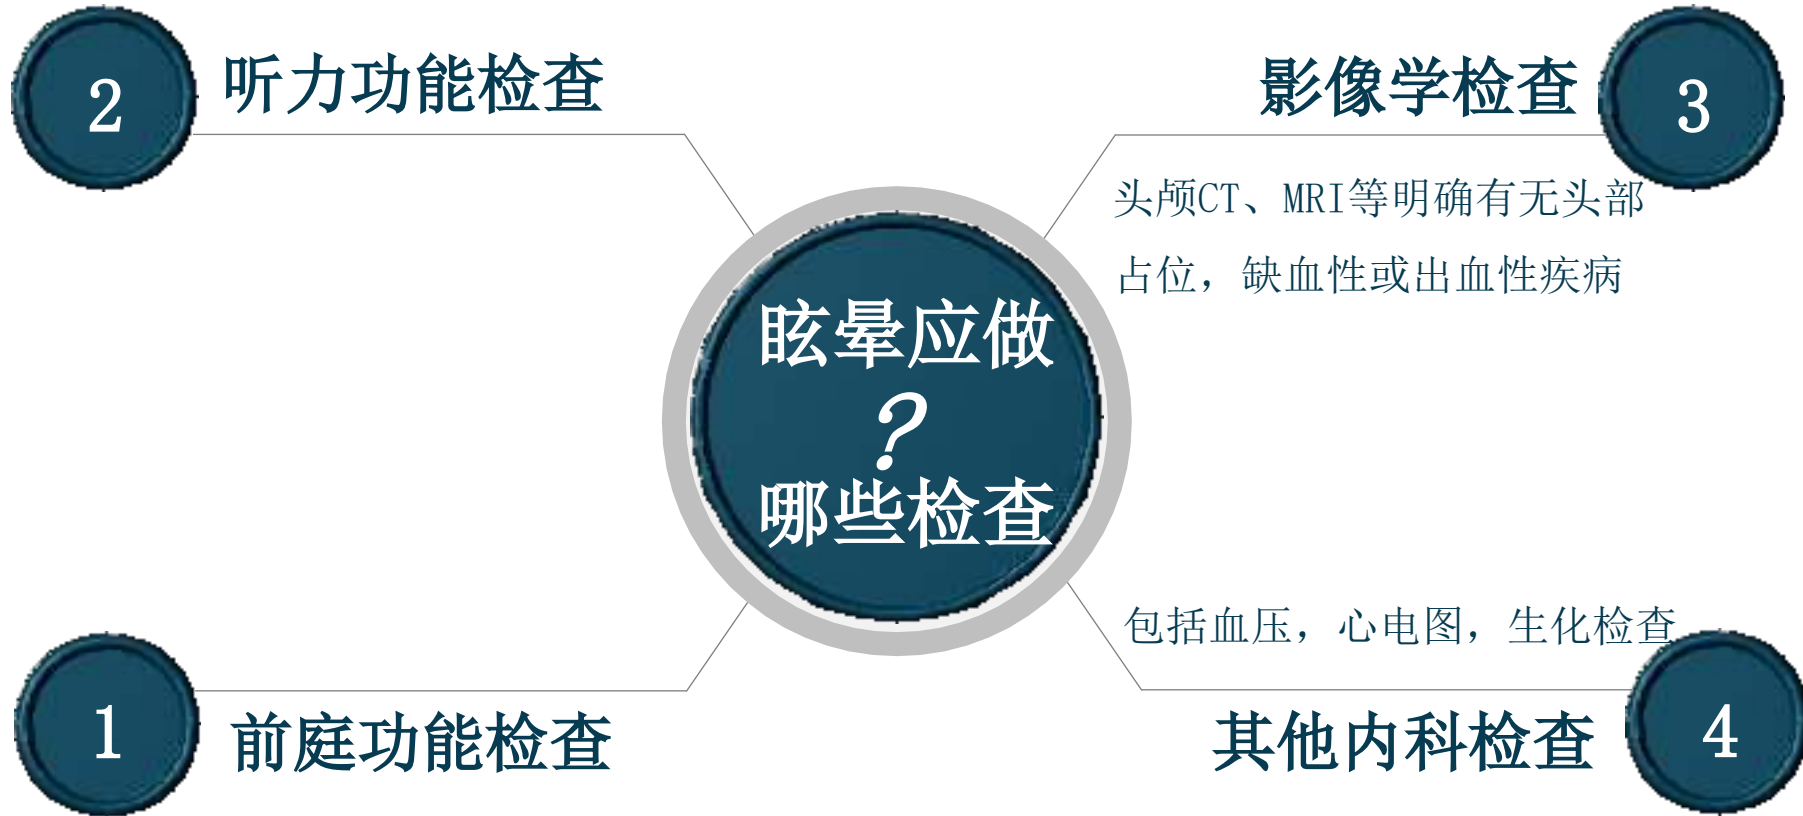 2
听力功能检查
影像学检查
3
头颅CT、MRI等明确有无头部
占位，缺血性或出血性疾病
眩晕应做
?
哪些检查
包括血压，心电图，生化检查
1
前庭功能检查
其他内科检查
4